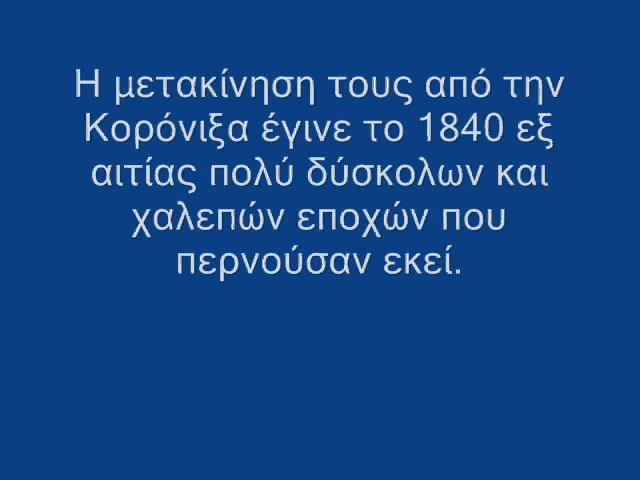 Η μετακίνηση τους από την
Κορόνιξα έγινε το 1840 εξ
αιτίας πολύ δύσκολων και
χαλεπών εποχών που
περνούσαν εκεί.